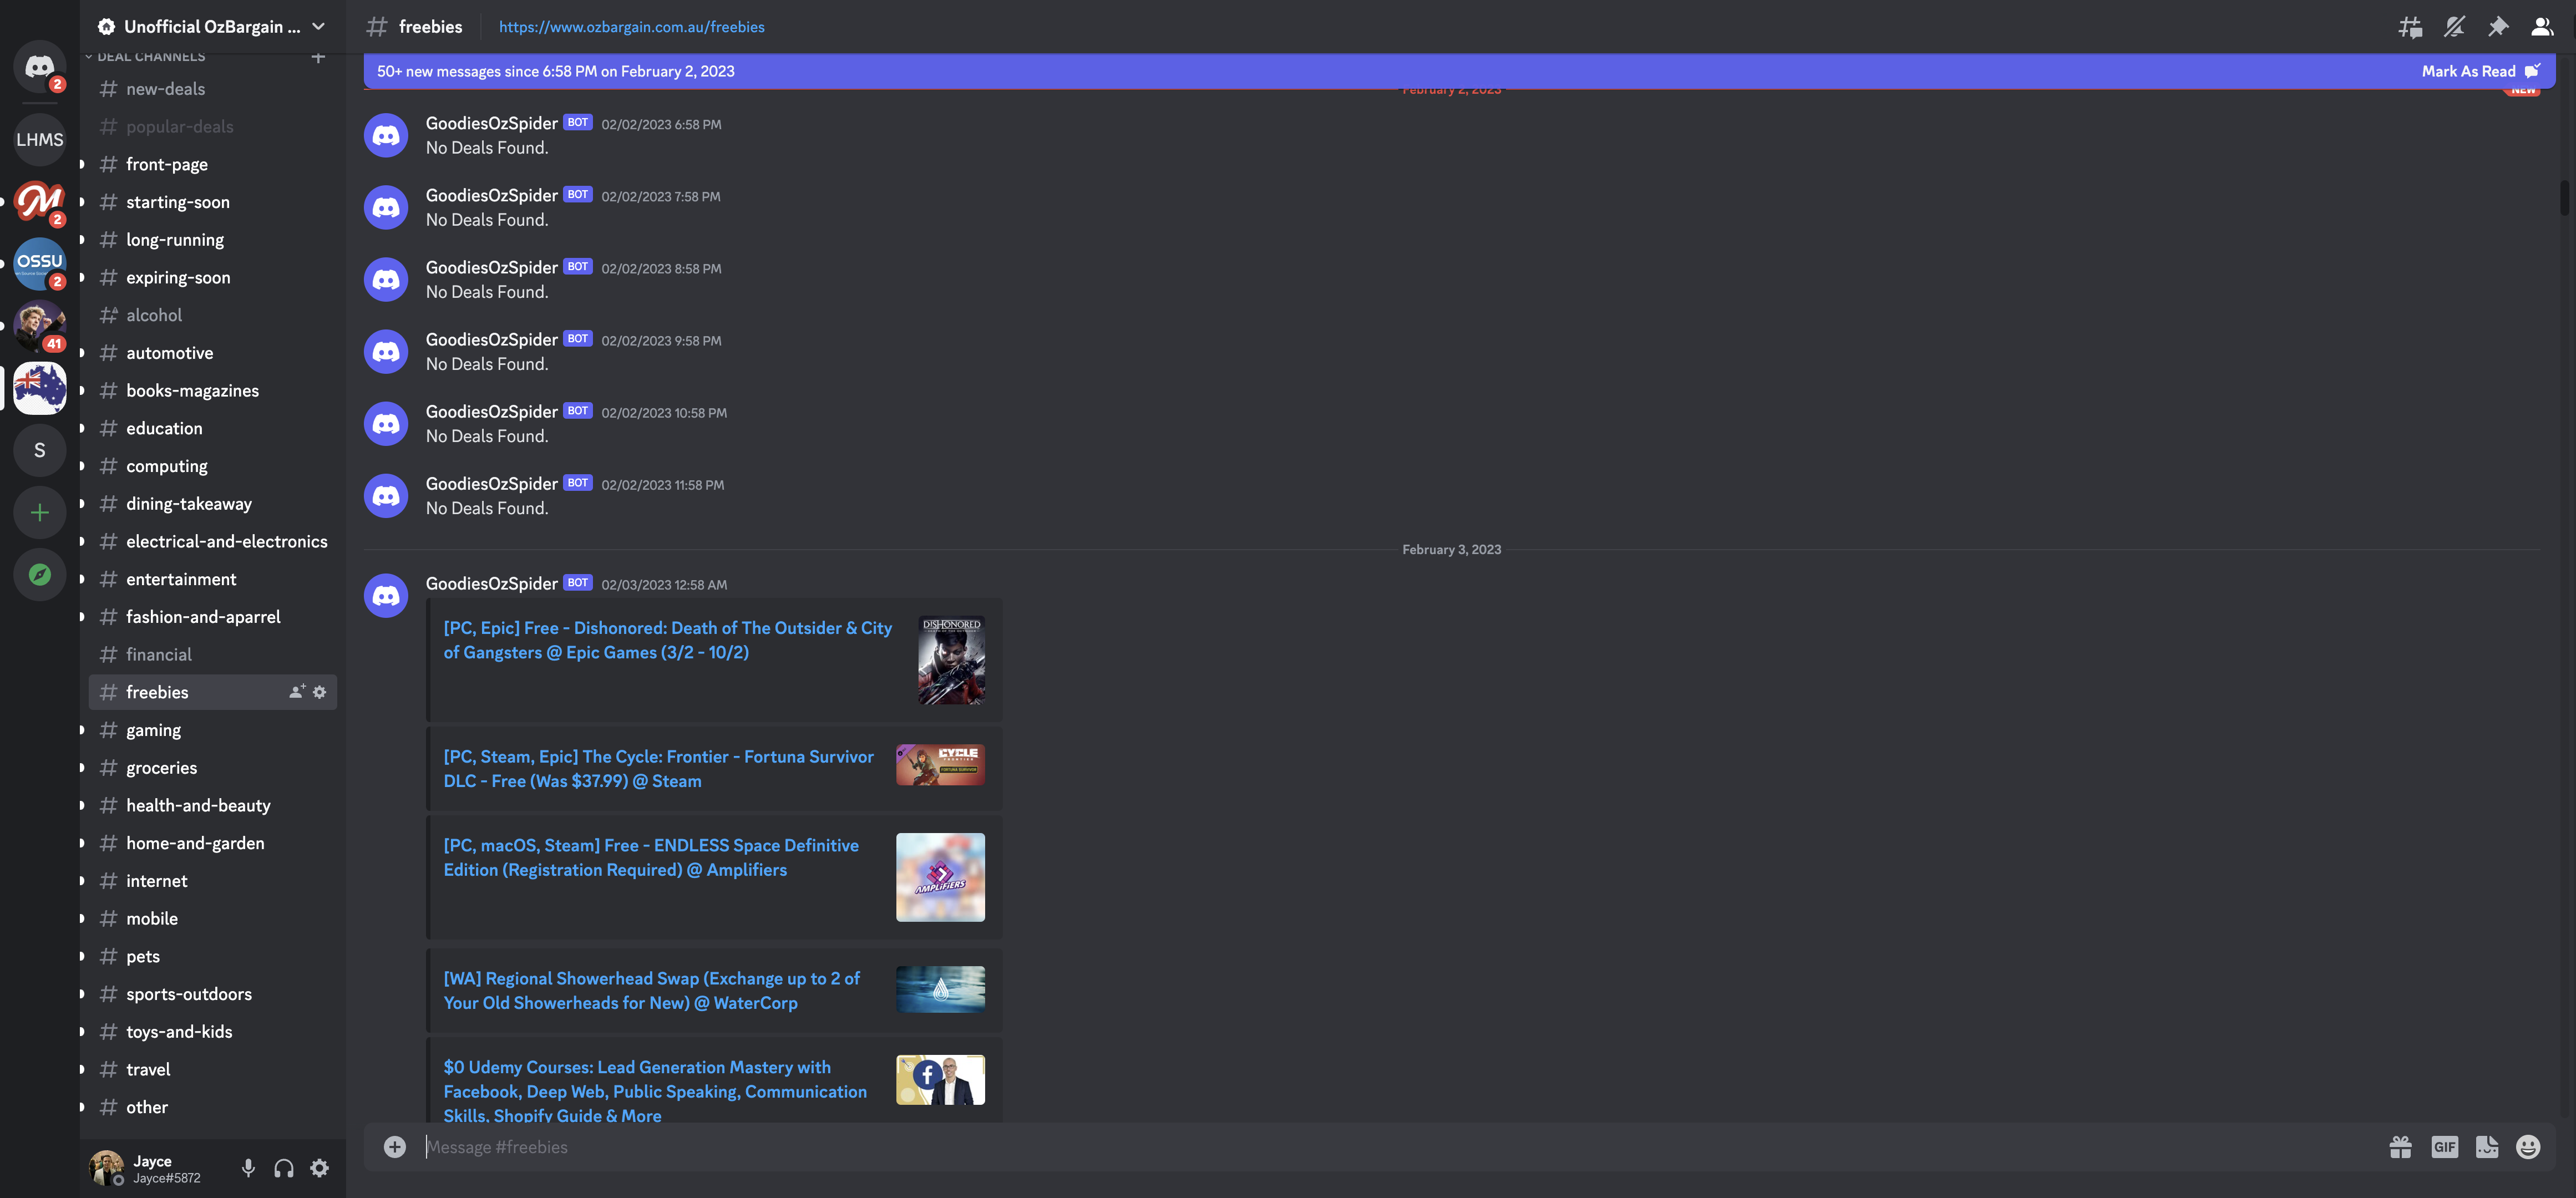 2
LHMS
2
OSSU
2
41
S
Unofficial OzBargain ...
DEAL CHANNELS
new-deals
popular-deals
front-page
starting-soon
long-running
expiring-soon
alcohol
automotive
books-magazines
education
computing
dining-takeaway
electrical-and-electronics
entertainment
fashion-and-aparrel
financial
freebies
gaming
groceries
health-and-beauty
home-and-garden
internet
mobile
pets
sports-outdoors
toys-and-kids
travel
other
Jayce
Jayce#5872
freebies
https://www.ozbargain.com.au/freebies
50+ new messages since 6:58 PM on February 2, 2023
Mark As Read
February 2, 2023
NEW
GoodiesOzSpider BOT 02/02/2023 6:58 PM
No Deals Found.
GoodiesOzSpider BOT 02/02/2023 7:58 PM
No Deals Found.
GoodiesOzSpider BOT 02/02/2023 8:58 PM
No Deals Found.
GoodiesOzSpider BOT 02/02/2023 9:58 PM
No Deals Found.
GoodiesOzSpider BOT 02/02/2023 10:58 PM
No Deals Found.
GoodiesOzSpider BOT 02/02/2023 11:58 PM
No Deals Found.
February 3, 2023
GoodiesOzSpider BOT 02/03/2023 12:58 AM
[PC, Epic] Free - Dishonored: Death of The Outsider & City
of Gangsters @ Epic Games (3/2 - 10/2)
DISHONORED
[PC, Steam, Epic] The Cycle: Frontier - Fortuna Survivor
DLC - Free (Was $37.99) @ Steam
CYCLE
FRONTIER
FORTUNA SURVIVOR
[PC, macOS, Steam] Free - ENDLESS Space Definitive
Edition (Registration Required) @ Amplifiers
AMPLIFIERS
[WA] Regional Showerhead Swap (Exchange up to 2 of
Your Old Showerheads for New) @ WaterCorp
$0 Udemy Courses: Lead Generation Mastery with
Facebook, Deep Web, Public Speaking, Communication
Skills, Shopify Guide & More
Message #freebies
GIF